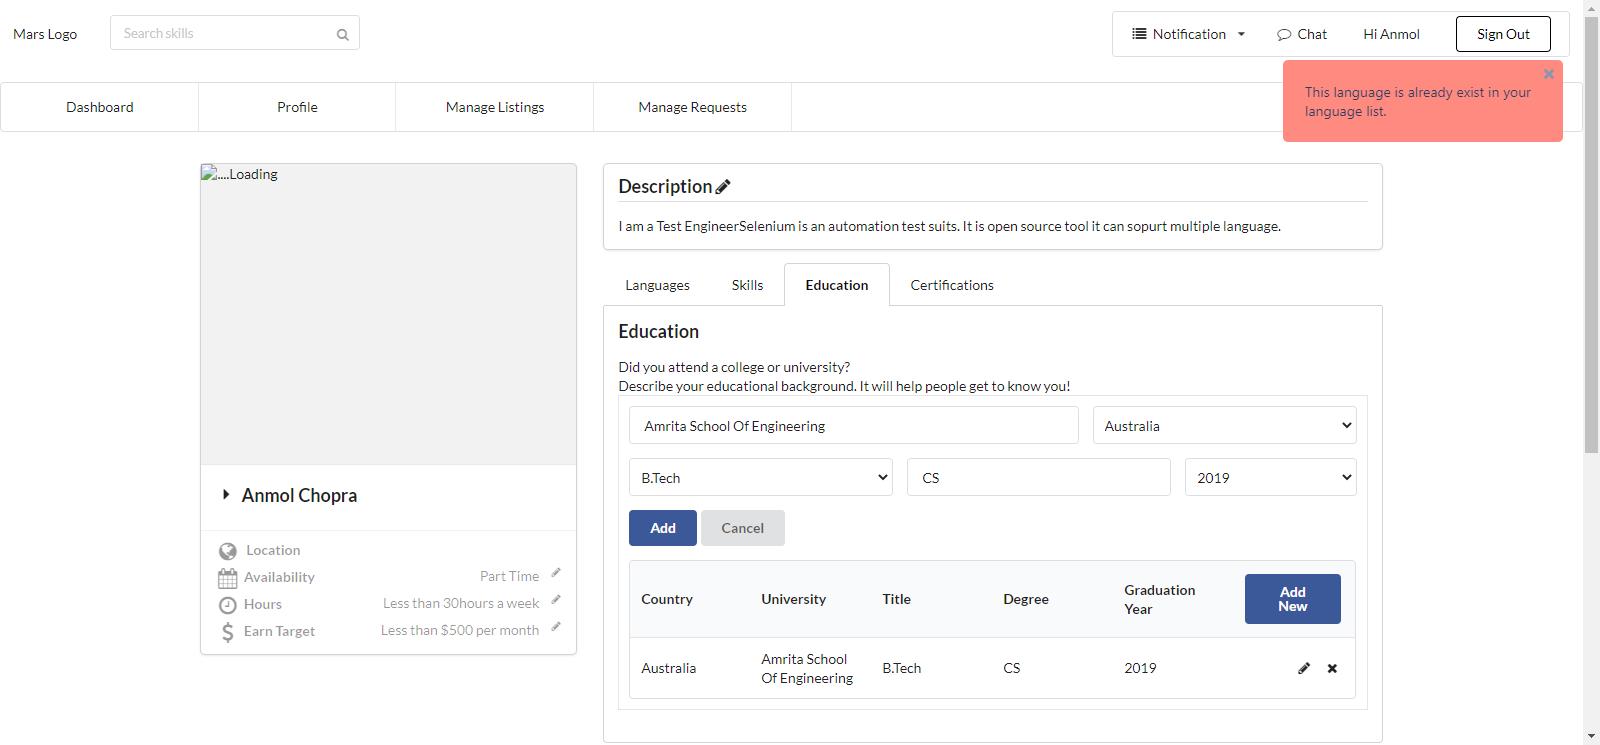 Mars Logo
Search skills
Notification
Chat
Hi Anmol
Sign Out
This language is already exist in your
language list.
Dashboard
Profile
Manage Listings
Manage Requests
....Loading
Anmol Chopra
Location
Availability
Part Time
Hours
Less than 30hours a week
Earn Target
Less than $500 per month
Description
I am a Test EngineerSelenium is an automation test suits. It is open source tool it can sopurt multiple language.
Languages
Skills
Education
Certifications
Education
Did you attend a college or university?
Describe your educational background. It will help people get to know you!
Amrita School Of Engineering
Australia
B.Tech
CS
2019
Add
Cancel
Country
University
Title
Degree
Graduation
Year
Add
New
Australia
Amrita School
Of Engineering
B.Tech
CS
2019